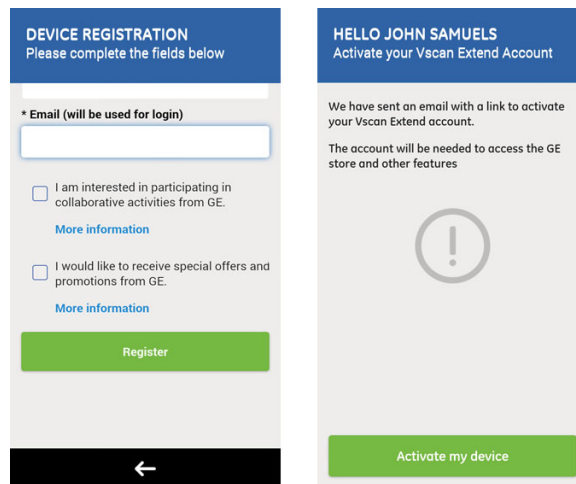 DEVICE REGISTRATION
Please complete the fields below
* Email (will be used for login)
I am interested in participating in
collaborative activities from GE.
More information
I would like to receive special offers and
promotions from GE.
More information
Register
HELLO JOHN SAMUELS
Activate your Vscan Extend Account
We have sent an email with a link to activate
your Vscan Extend account.
The account will be needed to access the GE
store and other features
Activate my device